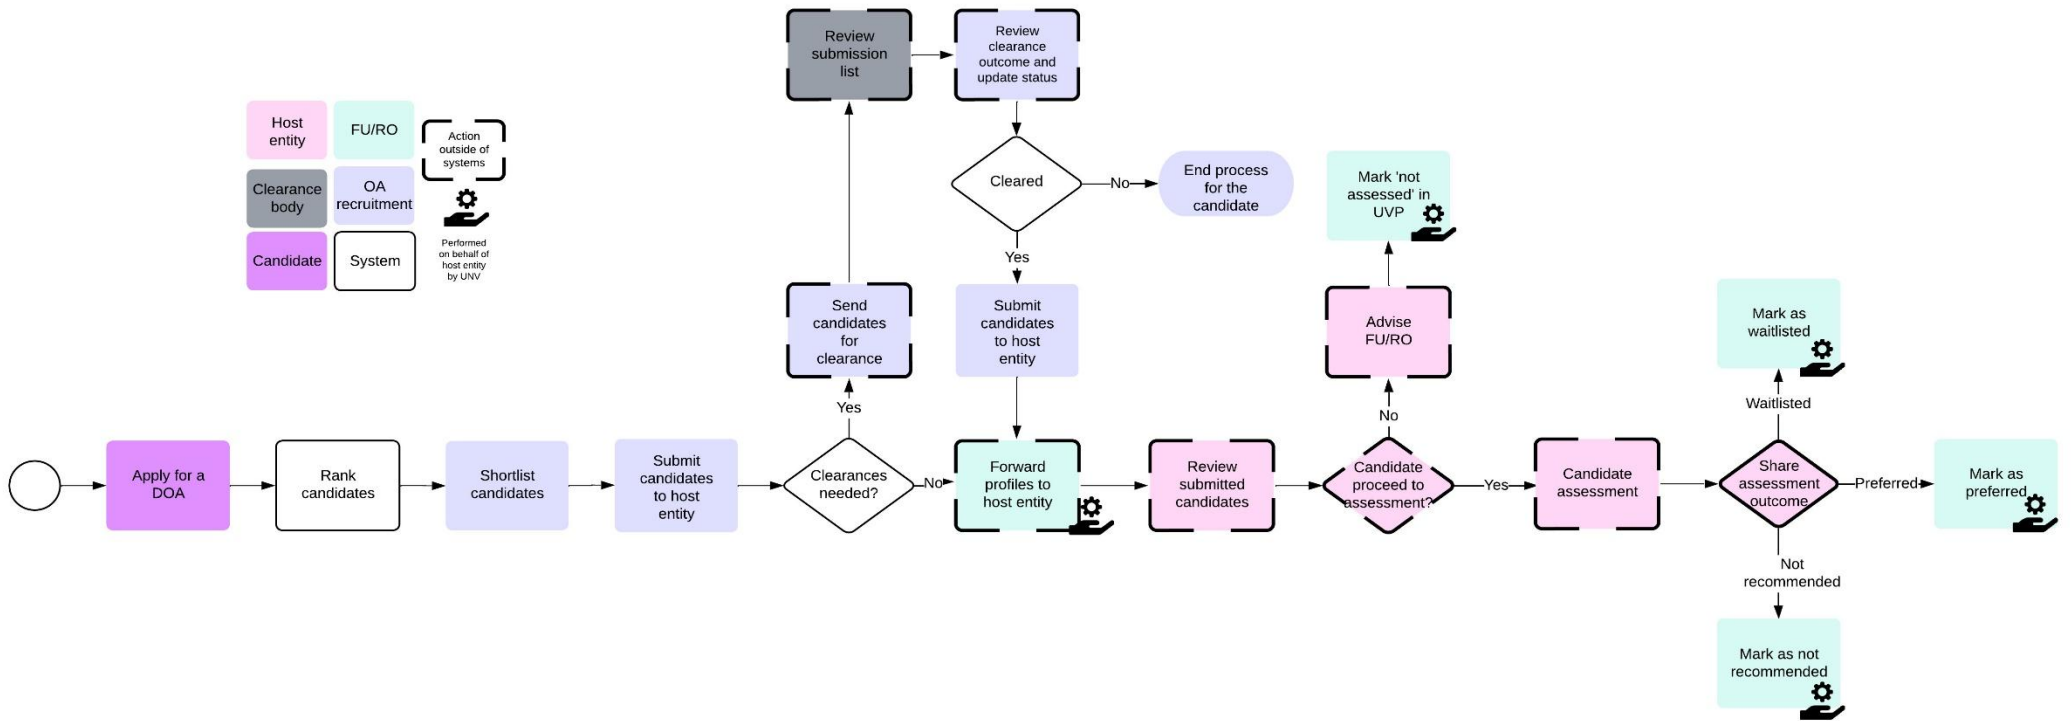 Review
submission
list
Review
clearance
outcome and
update status
Host
entity
FU/RO
Action
outside of
systems
Clearance
body
OA
recruitment
Candidate
System
Performed
on behalf of
host entity
by UNV
Cleared
No
End process
for the
candidate
Mark 'not
assessed' in
UVP
Yes
Send
candidates
for
clearance
Submit
candidates
to host
entity
Advise
FU/RO
Mark as
waitlisted
Yes
No
Waitlisted
Apply for a
DOA
Rank
candidates
Shortlist
candidates
Submit
candidates
to host
entity
Clearances
needed?
No
Forward
profiles to
host entity
Review
submitted
candidates
Candidate
proceed to
assessment?
Yes
Candidate
assessment
Share
assessment
outcome
Preferred
Mark as
preferred
Not
recommended
Mark as not
recommended